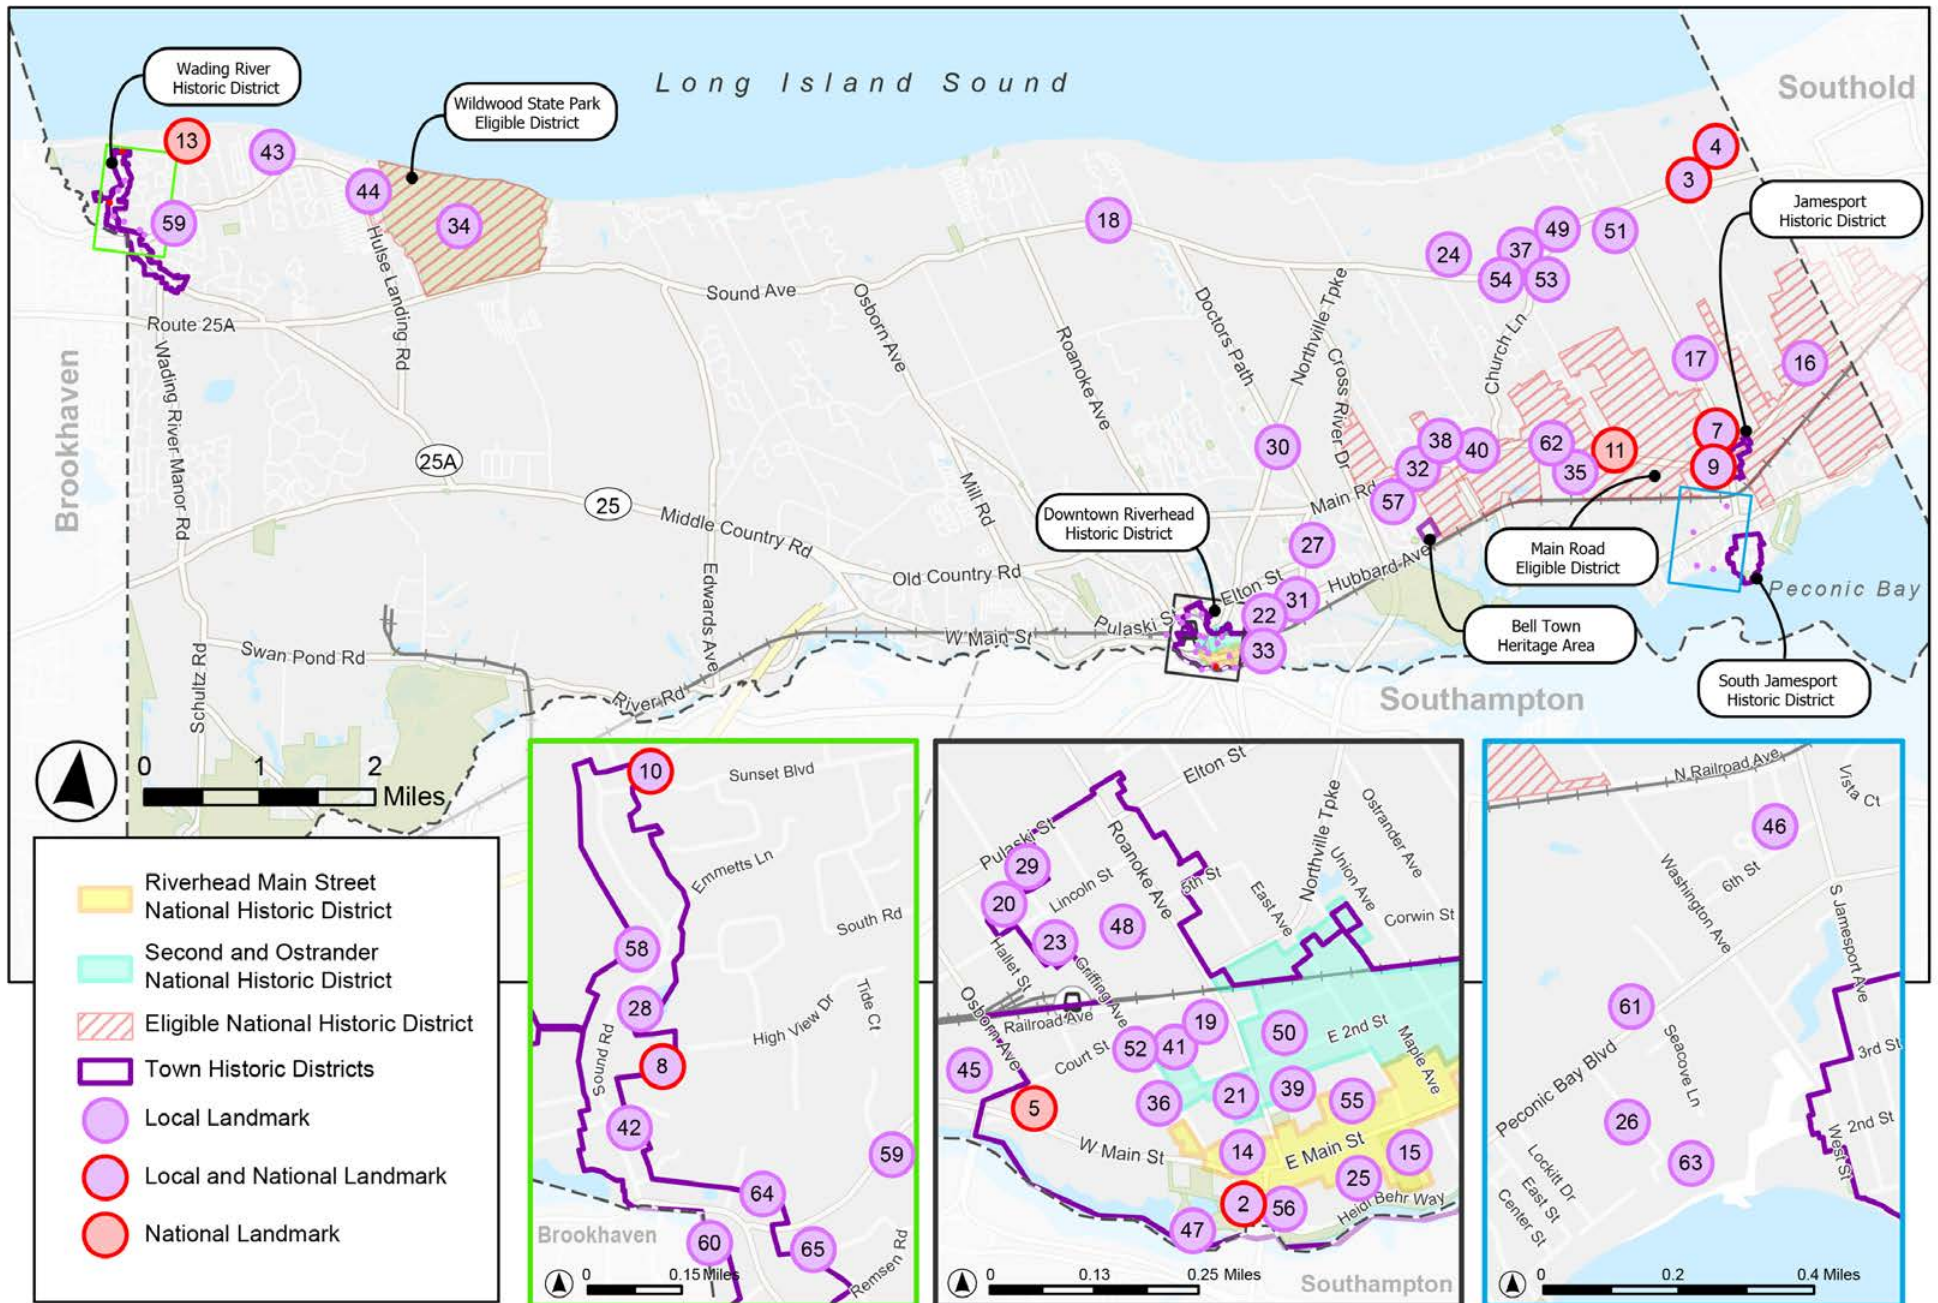 Long Island Sound
Southold
Wading River
Historic District
Wildwood State Park
Eligible District
Jamesport
Historic District
13
43
44
34
59
18
4
3
49
51
24
37
54
53
17
16
Hulse Landing Rd
Sound Ave
Osborn Ave
Roanoke Ave
Doctors Path
Northville Tpke
Cross River Dr
Church Ln
Route 25A
Wading River Manor Rd
Brookhaven
25A
25
Middle Country Rd
Mill Rd
Edwards Ave
Old Country Rd
30
38
40
32
57
62
35
11
7
9
Main Rd
Downtown Riverhead
Historic District
27
Elton St
Hubbard Ave
31
22
33
Pulaski St
W Main St
Main Road
Eligible District
Bell Town
Heritage Area
Peconic Bay
South Jamesport
Historic District
Southampton
Schultz Rd
Swan Pond Rd
River Rd
0 1 2 Miles
Riverhead Main Street
National Historic District
Second and Ostrander
National Historic District
Eligible National Historic District
Town Historic Districts
Local Landmark
Local and National Landmark
National Landmark
10
Sunset Blvd
Emmetts Ln
South Rd
58
28
Tide Ct
High View Dr
Sound Rd
8
42
59
64
60
65
Remsen Rd
Brookhaven
0 0.15 Miles
Elton St
Pulaski St
Roanoke Ave
Northville Tpke
Ostrander Ave
Union Ave
29
Lincoln St
5th St
East Ave
Corwin St
20
48
23
Hallet St
Griffing Ave
Osborn Ave
Railroad Ave
19
50
E 2nd St
Maple Ave
52
41
Court St
45
5
36
21
39
55
W Main St
14
E Main St
15
25
2
56
Heidi Behr Way
47
Southampton
0 0.13 0.25 Miles
N Railroad Ave
Vista Ct
46
Washington Ave
6th St
S Jamesport Ave
61
Seacove Ln
3rd St
Peconic Bay Blvd
26
2nd St
63
West St
Lockitt Dr
East St
Center St
0 0.2 0.4 Miles